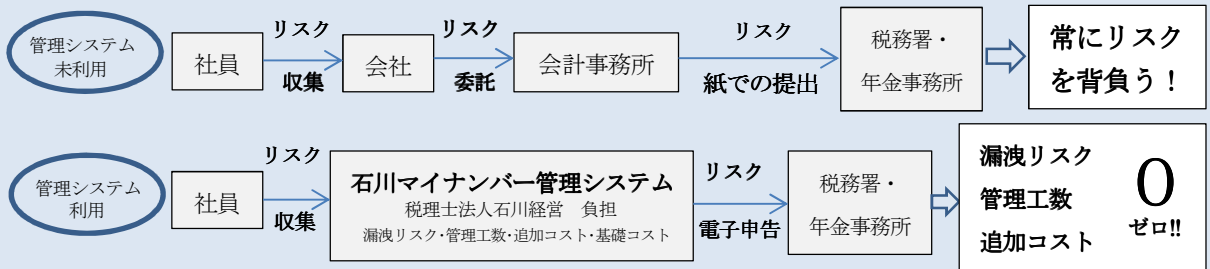 管理システム
未利用
社員
リスク
収集
会社
リスク
委託
会計事務所
リスク
紙での提出
税務署・
年金事務所
常にリスク
を背負う！
管理システム
利用
社員
リスク
収集
石川マイナンバー管理システム
税理士法人石川経営　負担
漏洩リスク・管理工数・追加コスト・基礎コスト
リスク
電子申告
税務署・
年金事務所
漏洩リスク
管理工数
追加コスト
0
ゼロ!!